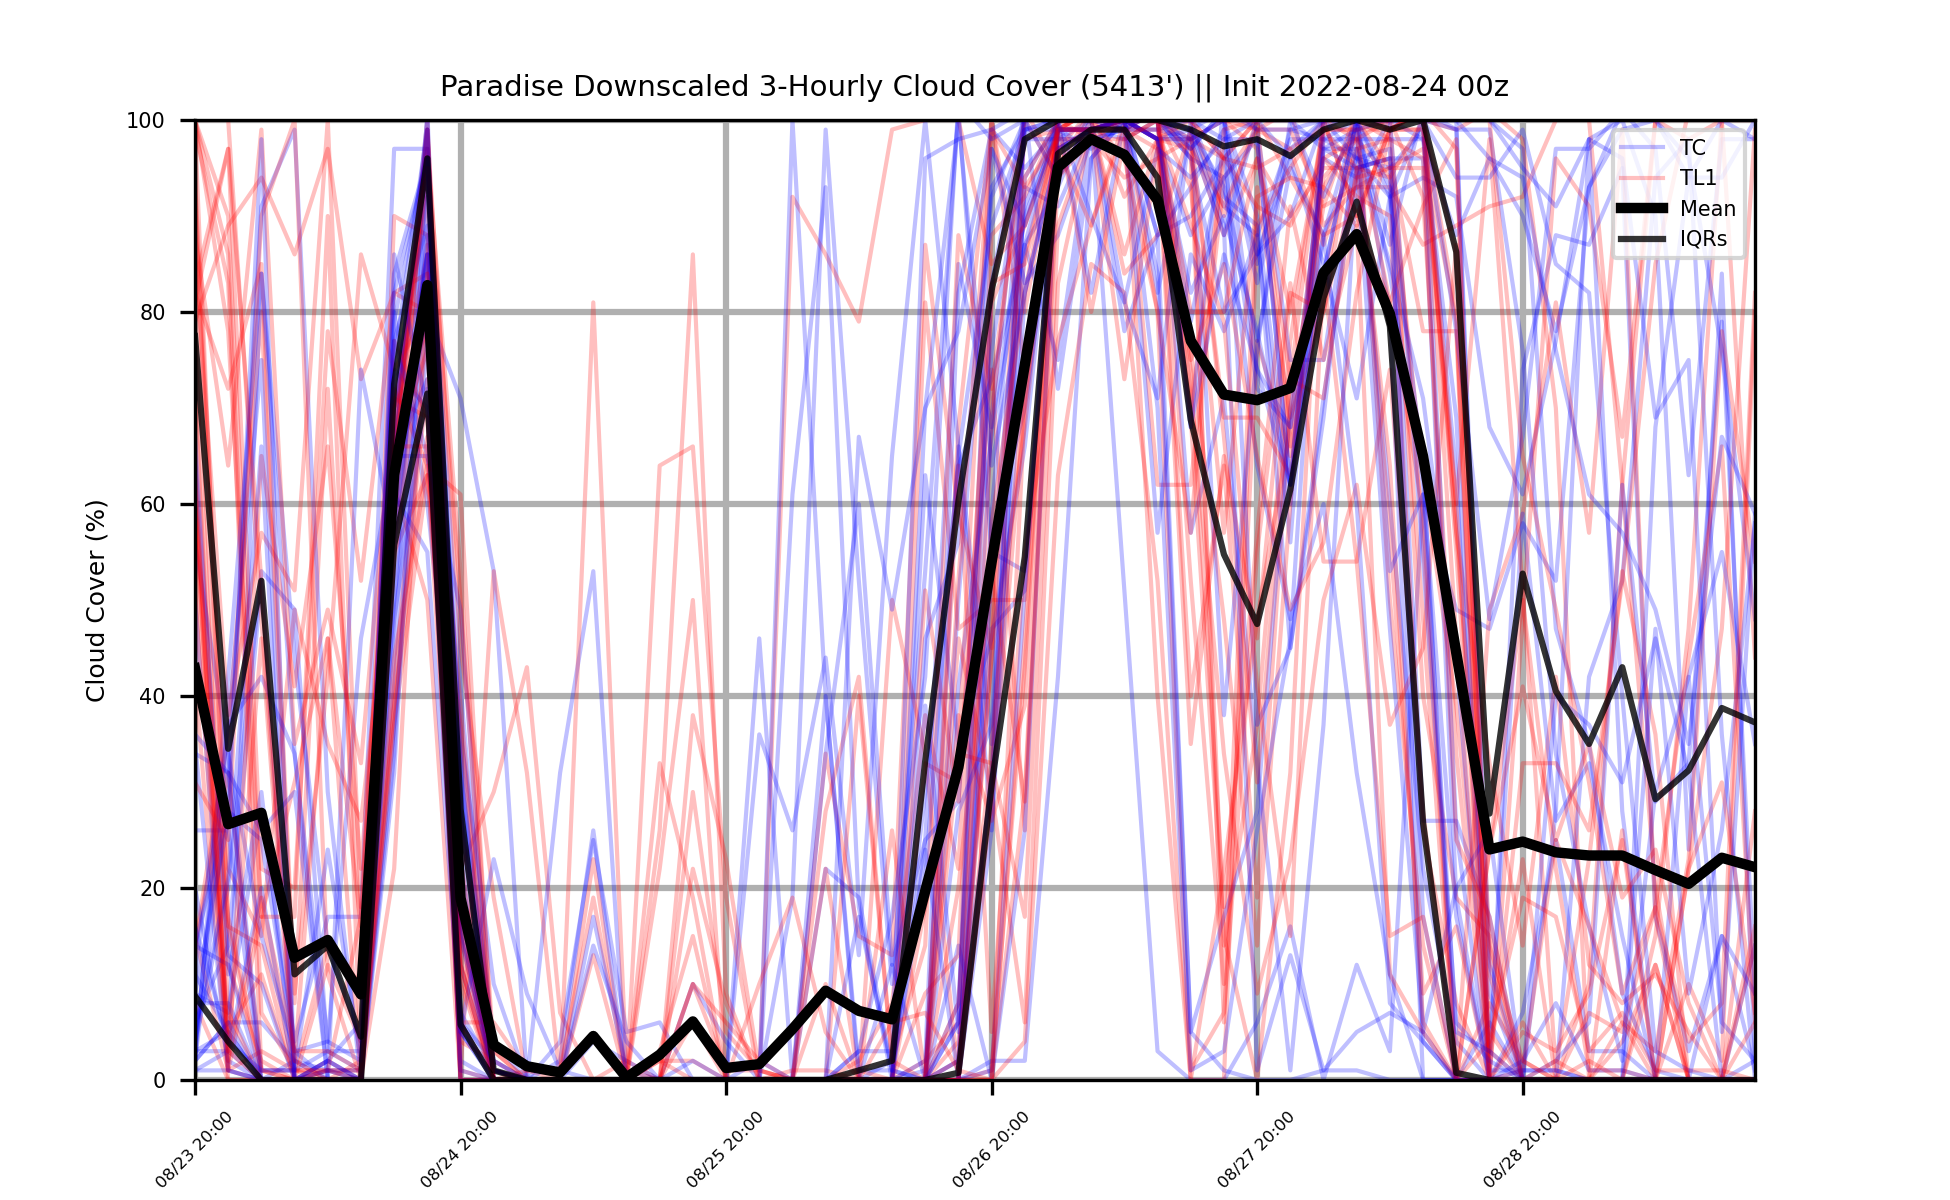 Paradise Downscaled 3-Hourly Cloud Cover (5413') || Init 2022-08-24 00z
TC
TL1
Mean
IQRs
Cloud Cover (%)
100
80
60
40
20
0
08/23 20:00
08/24 20:00
08/25 20:00
08/26 20:00
08/27 20:00
08/28 20:00